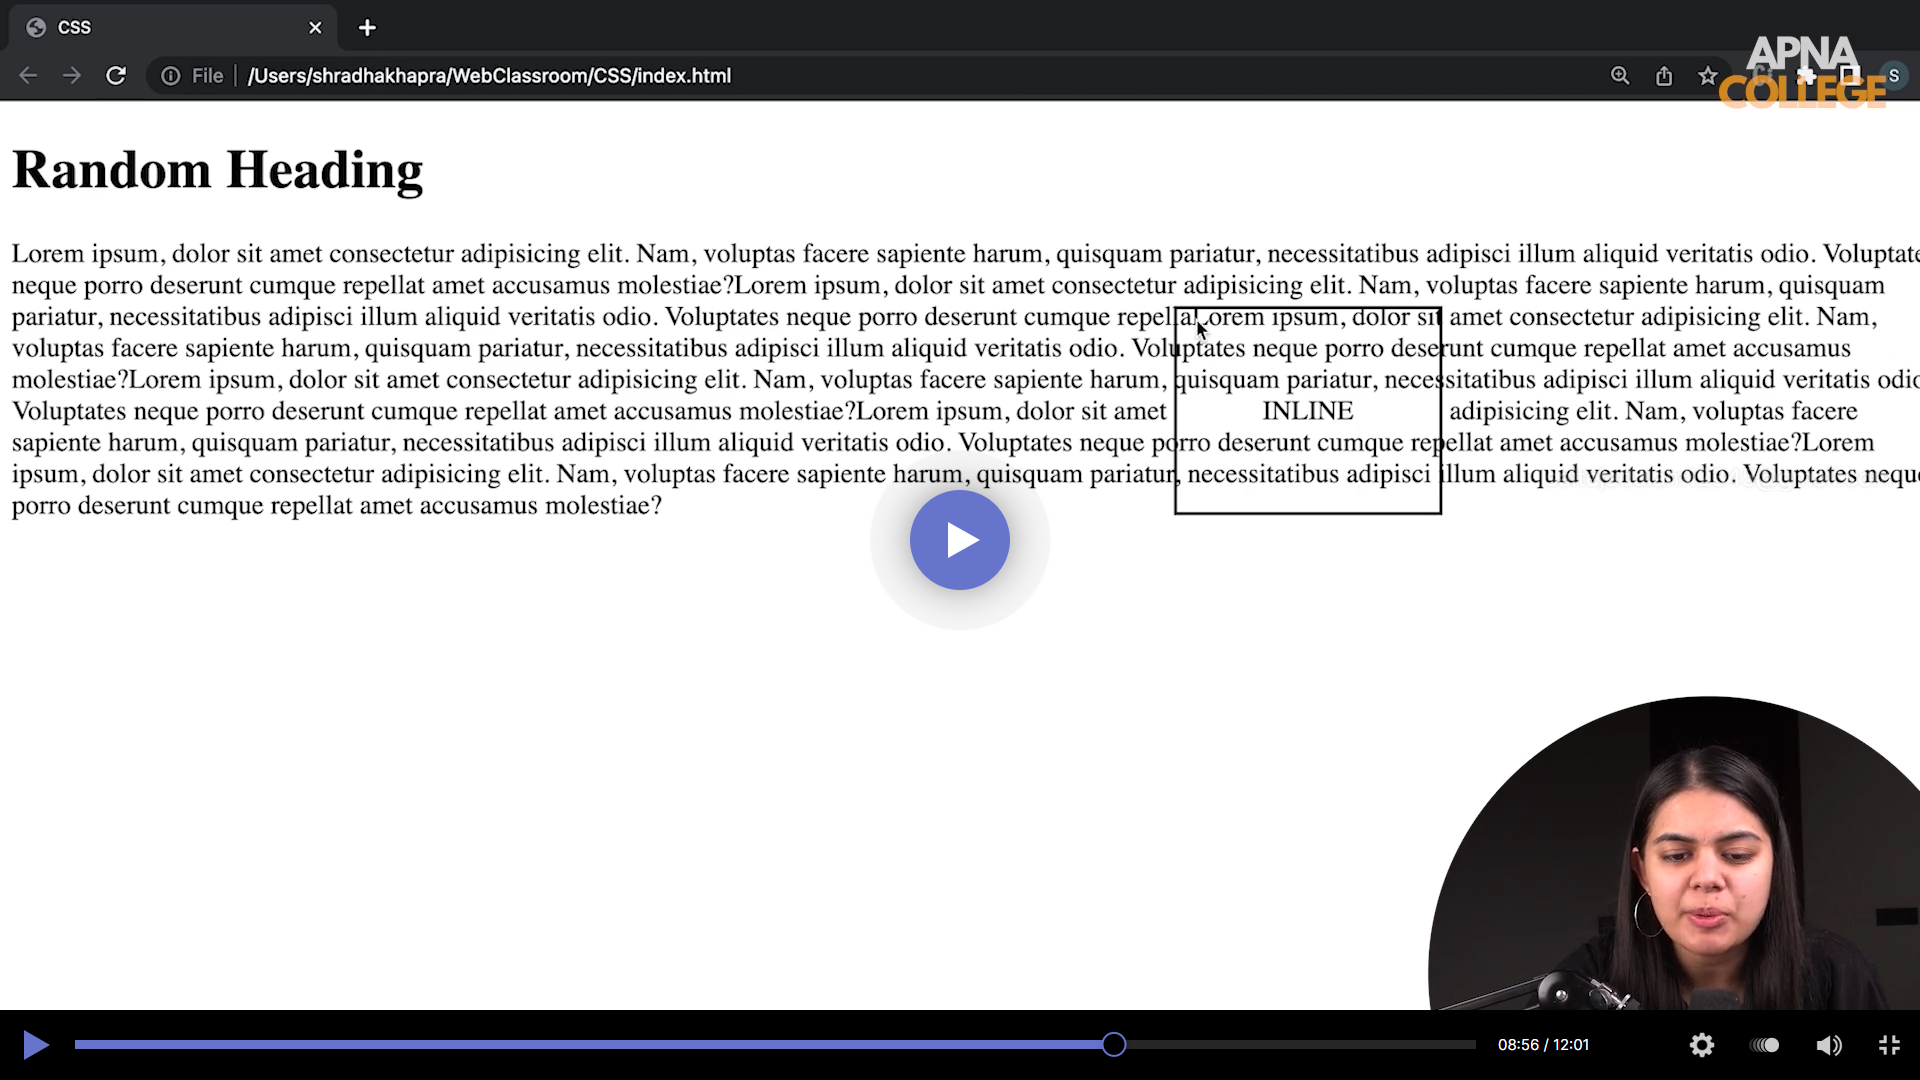 CSS
APNA
COLLEGE
File
/Users/shradhakhapra/WebClassroom/CSS/index.html
S
Random Heading
Lorem ipsum, dolor sit amet consectetur adipisicing elit. Nam, voluptas facere sapiente harum, quisquam pariatur, necessitatibus adipisci illum aliquid veritatis odio. Voluptate
neque porro deserunt cumque repellat amet accusamus molestiae?Lorem ipsum, dolor sit amet consectetur adipisicing elit. Nam, voluptas facere sapiente harum, quisquam
pariatur, necessitatibus adipisci illum aliquid veritatis odio. Voluptates neque porro deserunt cumque repellaLorem ipsum, dolor sit amet consectetur adipisicing elit. Nam,
voluptas facere sapiente harum, quisquam pariatur, necessitatibus adipisci illum aliquid veritatis odio. Voluptates neque porro deserunt cumque repellat amet accusamus
molestiae?Lorem ipsum, dolor sit amet consectetur adipisicing elit. Nam, voluptas facere sapiente harum, quisquam pariatur, necessitatibus adipisci illum aliquid veritatis odio
Voluptates neque porro deserunt cumque repellat amet accusamus molestiae?Lorem ipsum, dolor sit amet INLINE adipisicing elit. Nam, voluptas facere
sapiente harum, quisquam pariatur, necessitatibus adipisci illum aliquid veritatis odio. Voluptates neque porro deserunt cumque repellat amet accusamus molestiae?Lorem
ipsum, dolor sit amet consectetur adipisicing elit. Nam, voluptas facere sapiente harum, quisquam pariatur, necessitatibus adipisci illum aliquid veritatis odio. Voluptates neque
porro deserunt cumque repellat amet accusamus molestiae?
08:56 / 12:01